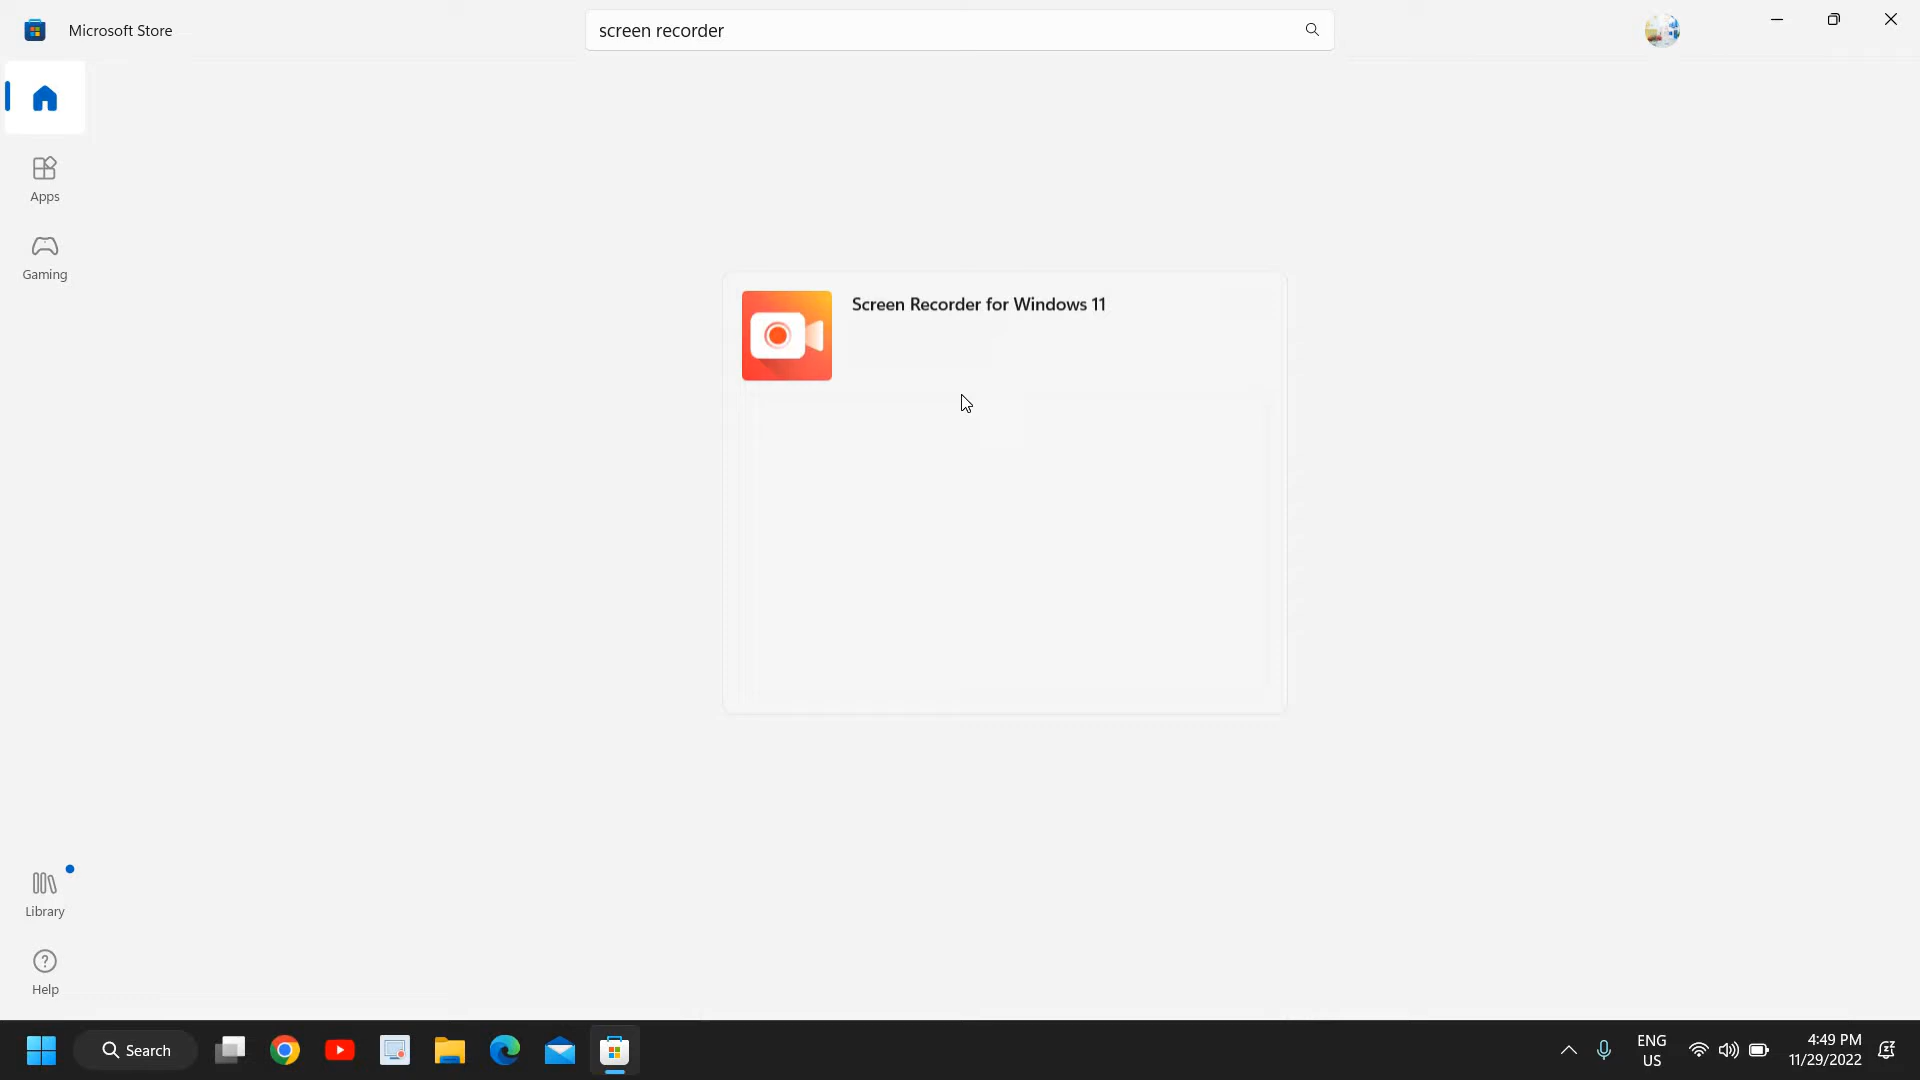 Microsoft Store
screen recorder
Apps
Gaming
Screen Recorder for Windows 11
Library
Help
Search
ENG
US
4:49 PM
11/29/2022